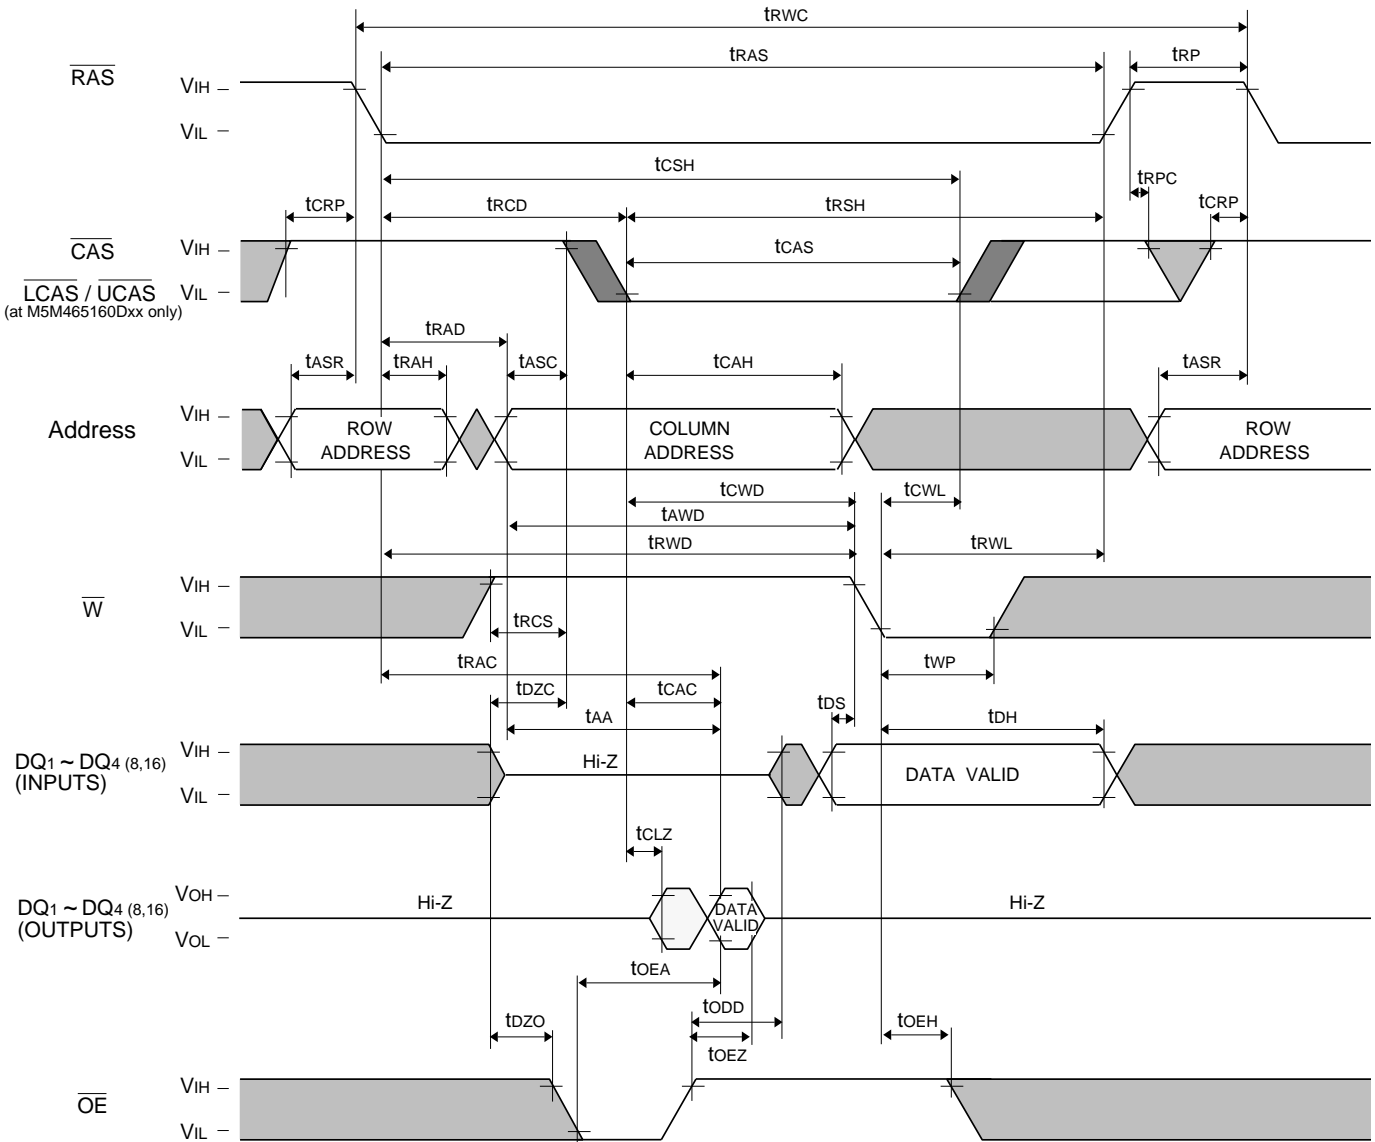 tRWC
tRAS
tRP
RAS
VIH
VIL
tCSH
tRPC
tCRP
tRCD
tRSH
tCRP
CAS
VIH
tCAS
LCAS / UCAS
VIL
(at M5M465160Dxx only)
tRAD
tASR
tRAH
tASC
tCAH
tASR
Address
VIH
VIL
ROW
ADDRESS
COLUMN
ADDRESS
ROW
ADDRESS
tCWD
tCWL
tAWD
tRWD
tRWL
W
VIH
VIL
tRCS
tWP
tRAC
tDZC
tCAC
tDS
tAA
tDH
DQ1 ~ DQ4 (8,16)
(INPUTS)
VIH
VIL
Hi-Z
DATA VALID
tCLZ
DQ1 ~ DQ4 (8,16)
(OUTPUTS)
VOH
VOL
Hi-Z
DATA
VALID
Hi-Z
tOEA
tODD
tDZO
tOEZ
tOEH
OE
VIH
VIL